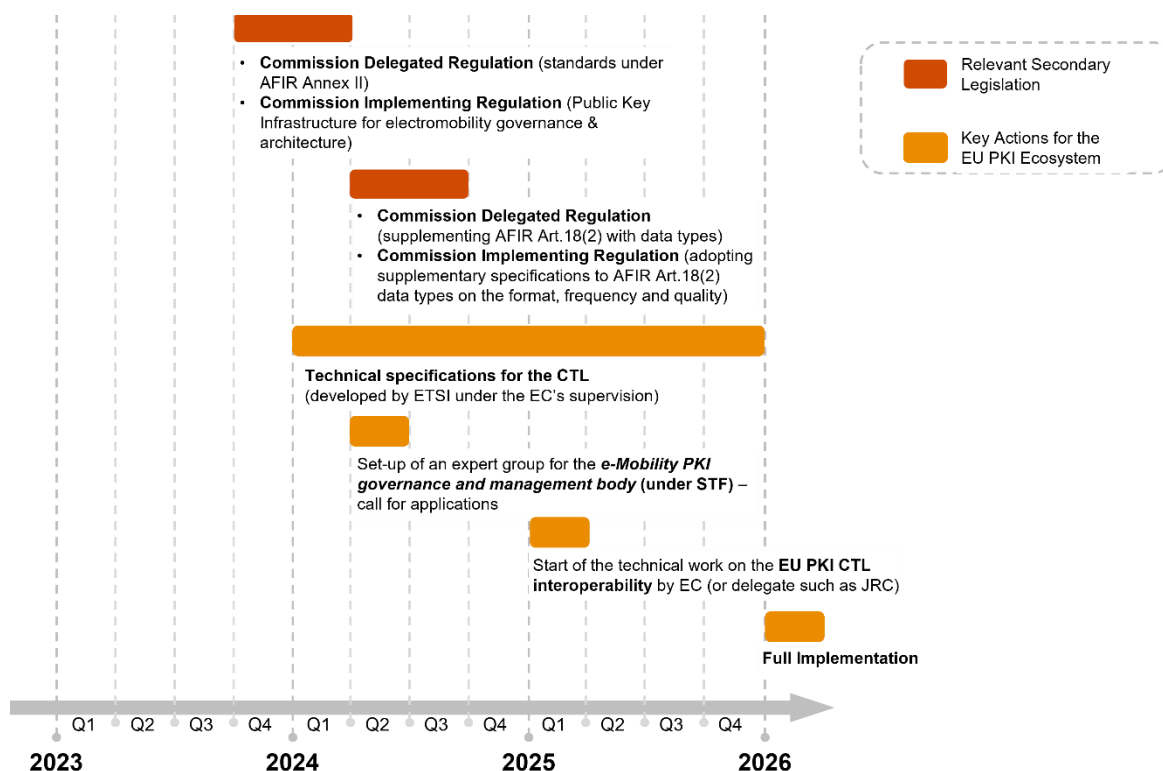 • Commission Delegated Regulation (standards under
AFIR Annex II)
• Commission Implementing Regulation (Public Key
Infrastructure for electromobility governance &
architecture)
Relevant Secondary
Legislation
Key Actions for the
EU PKI Ecosystem
• Commission Delegated Regulation
(supplementing AFIR Art.18(2) with data types)
• Commission Implementing Regulation (adopting
supplementary specifications to AFIR Art.18(2)
data types on the format, frequency and quality)
Technical specifications for the CTL
(developed by ETSI under the EC's supervision)
Set-up of an expert group for the e-Mobility PKI
governance and management body (under STF) –
call for applications
Start of the technical work on the EU PKI CTL
interoperability by EC (or delegate such as JRC)
Full Implementation
Q1 Q2 Q3 Q4 Q1 Q2 Q3 Q4 Q1 Q2 Q3 Q4
2023 2024 2025 2026